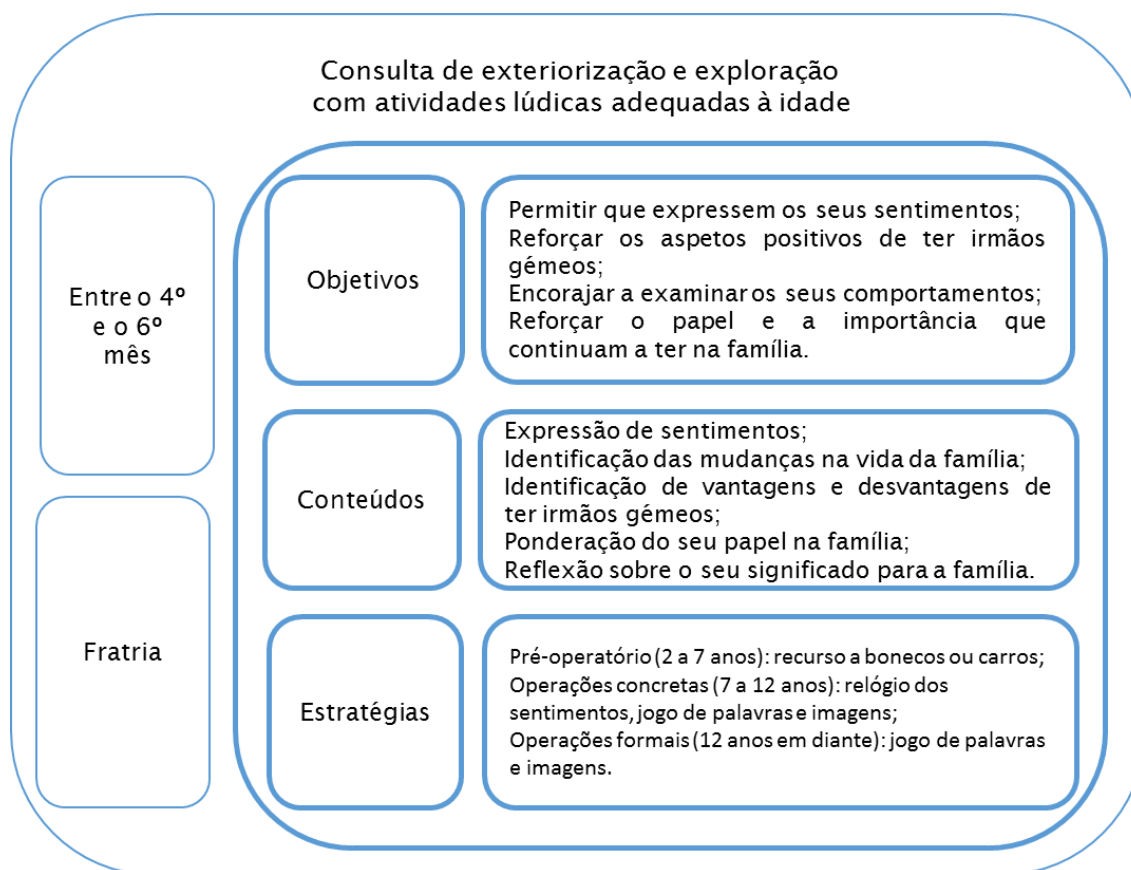 Consulta de exteriorização e exploração
com atividades lúdicas adequadas à idade
Entre o 4º
e o 6º
mês
Fratria
Objetivos
Permitir que expressem os seus sentimentos;
Reforçar os aspetos positivos de ter irmãos
gémeos;
Encorajar a examinar os seus comportamentos;
Reforçar o papel e a importância que
continuam a ter na família.
Conteúdos
Expressão de sentimentos;
Identificação das mudanças na vida da família;
Identificação de vantagens e desvantagens de
ter irmãos gémeos;
Ponderação do seu papel na família;
Reflexão sobre o seu significado para a família.
Estratégias
Pré-operatório (2 a 7 anos): recurso a bonecos ou carros;
Operações concretas (7 a 12 anos): relógio dos
sentimentos, jogo de palavras e imagens;
Operações formais (12 anos em diante): jogo de palavras
e imagens.